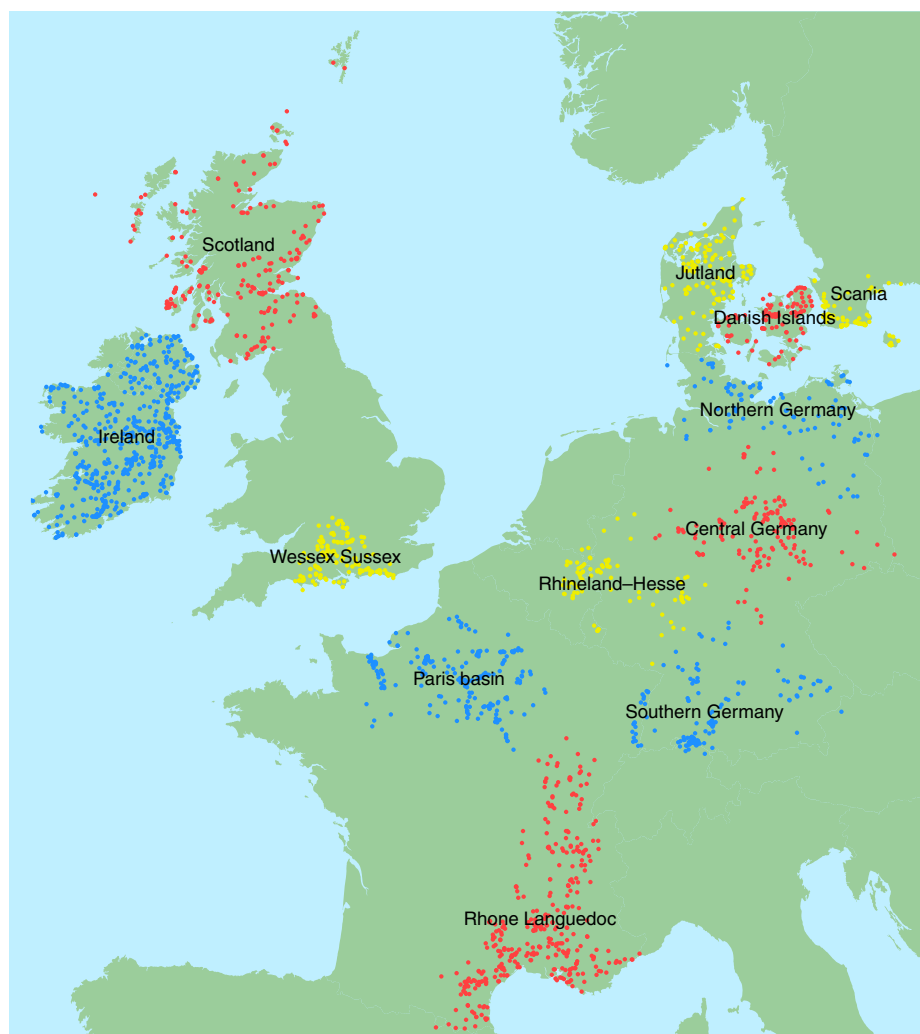 Scotland
Jutland
Scania
Danish Islands
Northern Germany
Ireland
Central Germany
Wessex Sussex
Rhineland–Hesse
Paris basin
Southern Germany
Rhone Languedoc